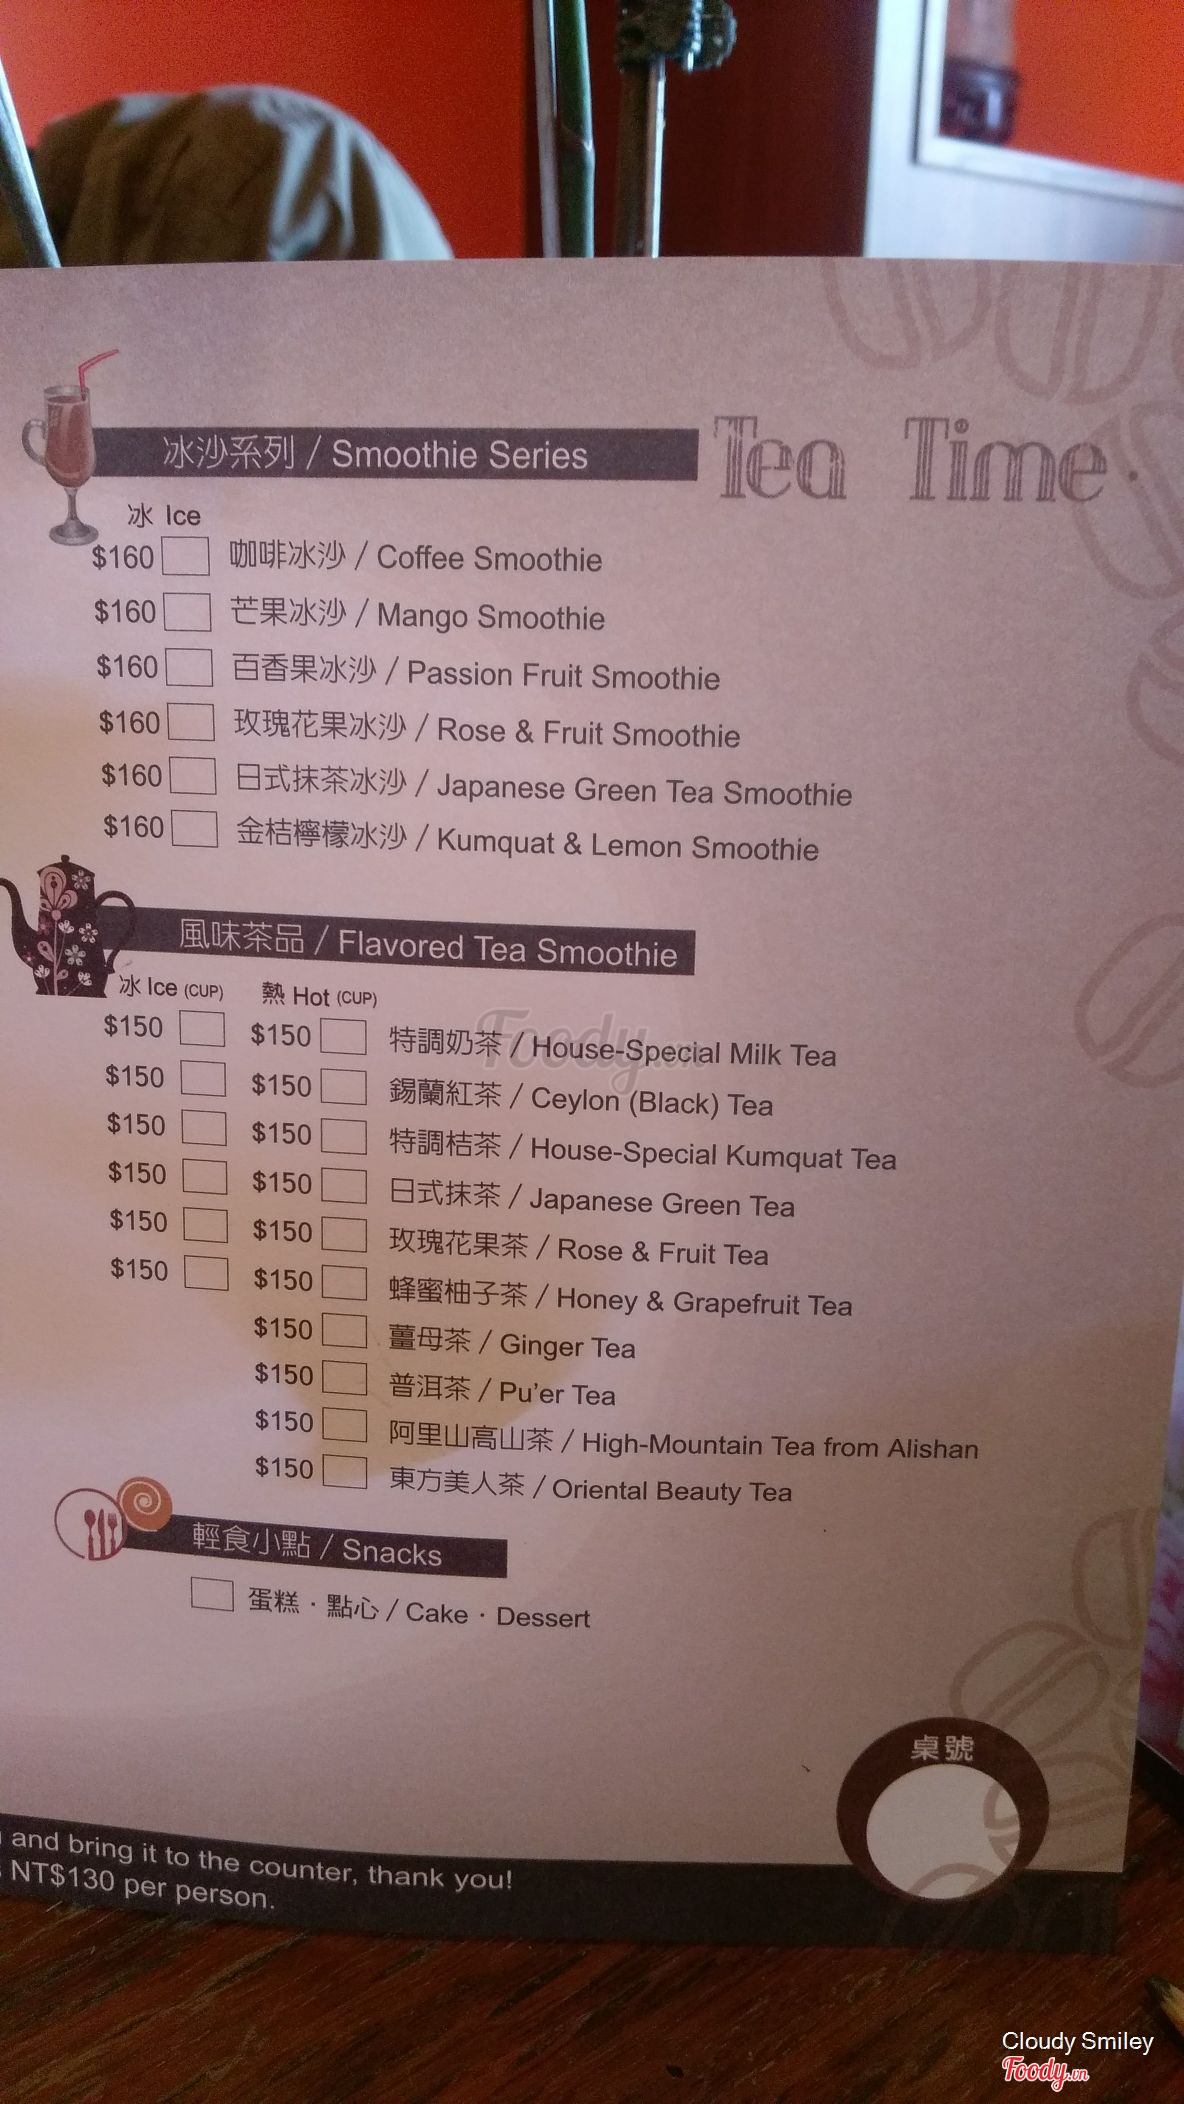 冰沙系列 / Smoothie Series
Tea Time
冰 Ice
$160 咖啡冰沙 / Coffee Smoothie
$160 芒果冰沙 / Mango Smoothie
$160 百香果冰沙 / Passion Fruit Smoothie
$160 玫瑰花果冰沙 / Rose & Fruit Smoothie
$160 日式抹茶冰沙 / Japanese Green Tea Smoothie
$160 金桔檸檬冰沙 / Kumquat & Lemon Smoothie
風味茶品 / Flavored Tea Smoothie
冰 Ice (CUP) 熱 Hot (CUP)
$150 $150 特調奶茶 / House-Special Milk Tea
$150 $150 錫蘭紅茶 / Ceylon (Black) Tea
$150 $150 特調桔茶 / House-Special Kumquat Tea
$150 $150 日式抹茶 / Japanese Green Tea
$150 $150 玫瑰花果茶 / Rose & Fruit Tea
$150 $150 蜂蜜柚子茶 / Honey & Grapefruit Tea
$150 薑母茶 / Ginger Tea
$150 普洱茶 / Pu'er Tea
$150 阿里山高山茶 / High-Mountain Tea from Alishan
$150 東方美人茶 / Oriental Beauty Tea
Foody.vn
輕食小點 / Snacks
蛋糕 · 點心 / Cake · Dessert
桌號
and bring it to the counter, thank you!
NT$130 per person.
Cloudy Smiley
Foody.vn